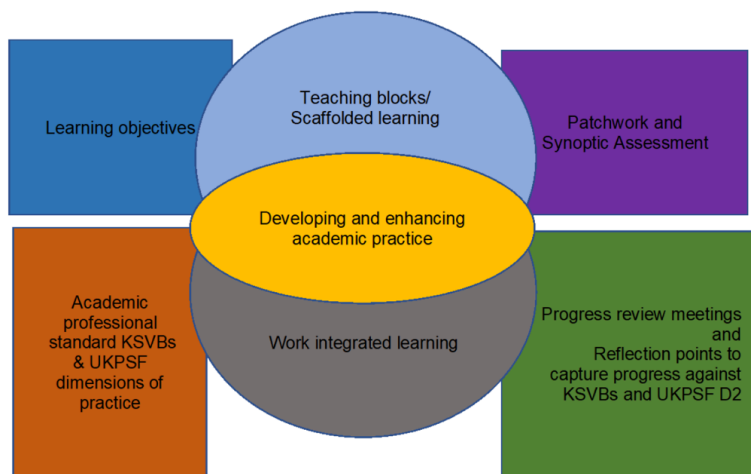 Learning objectives
Teaching blocks/
Scaffolded learning
Patchwork and
Synoptic Assessment
Developing and enhancing
academic practice
Academic
professional
standard KSVBs
& UKPSF
dimensions of
practice
Work integrated learning
Progress review meetings
and
Reflection points to
capture progress against
KSVBs and UKPSF D2